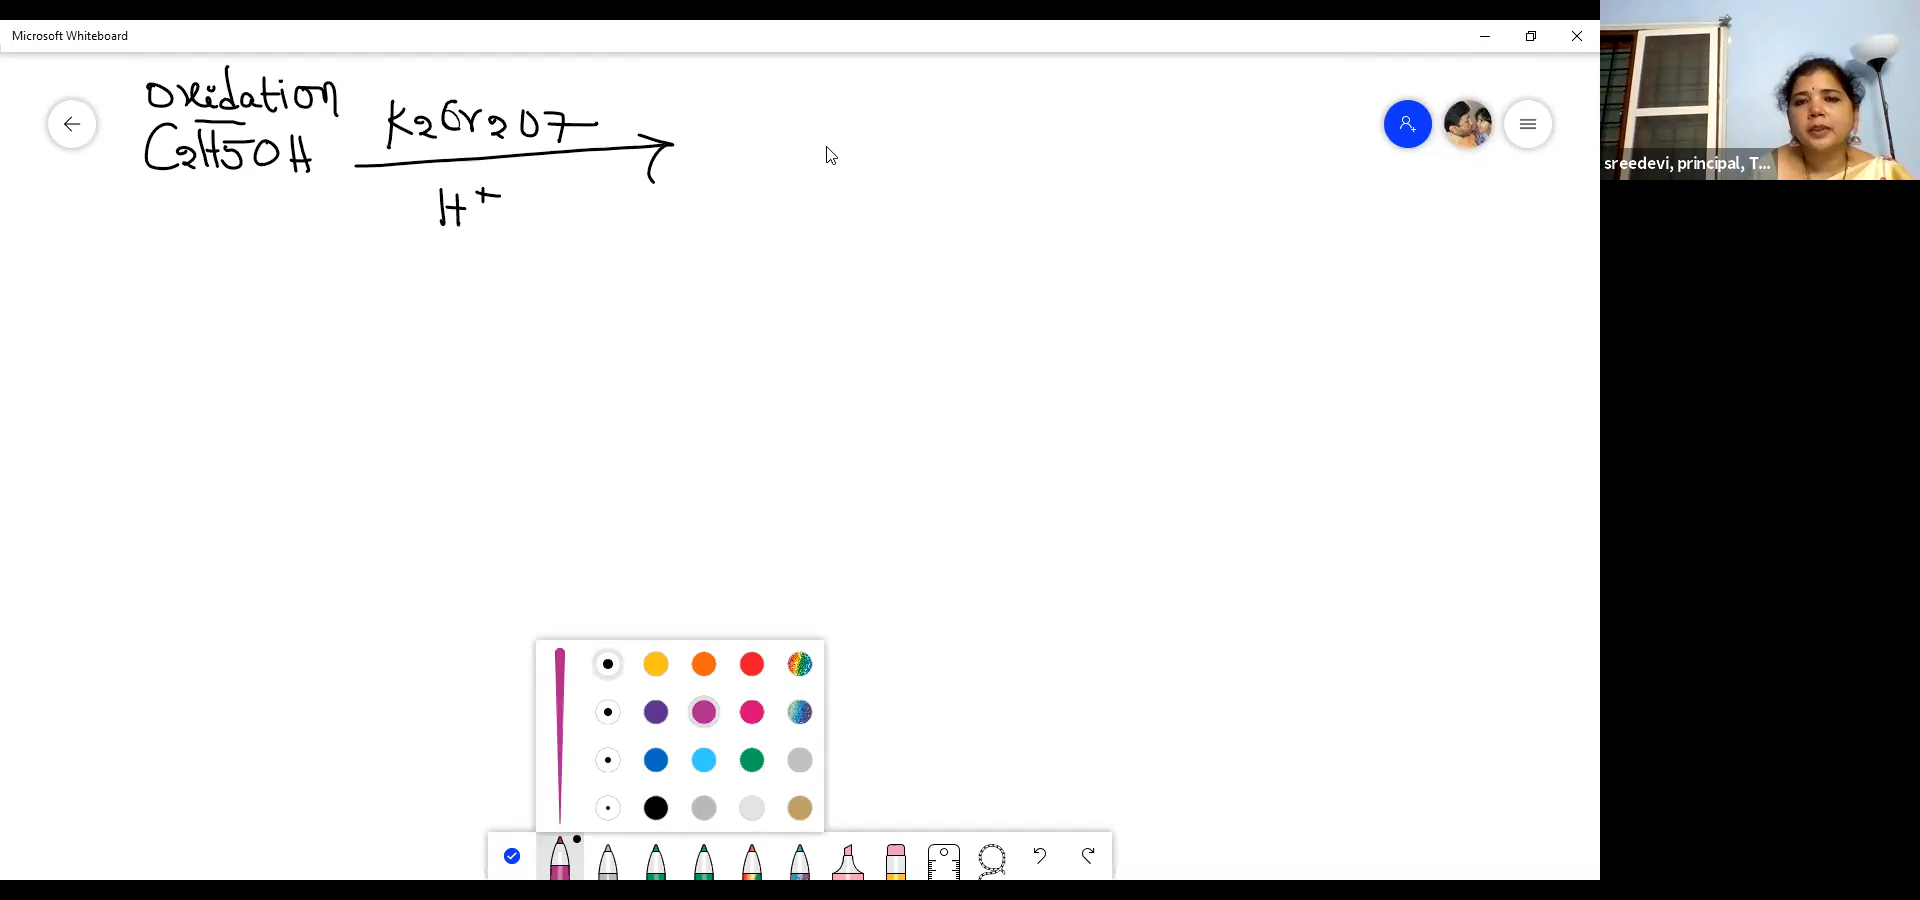 Microsoft Whiteboard
oxidation
C2H5OH K2Cr2O7
H+
sreedevi, principal, T...